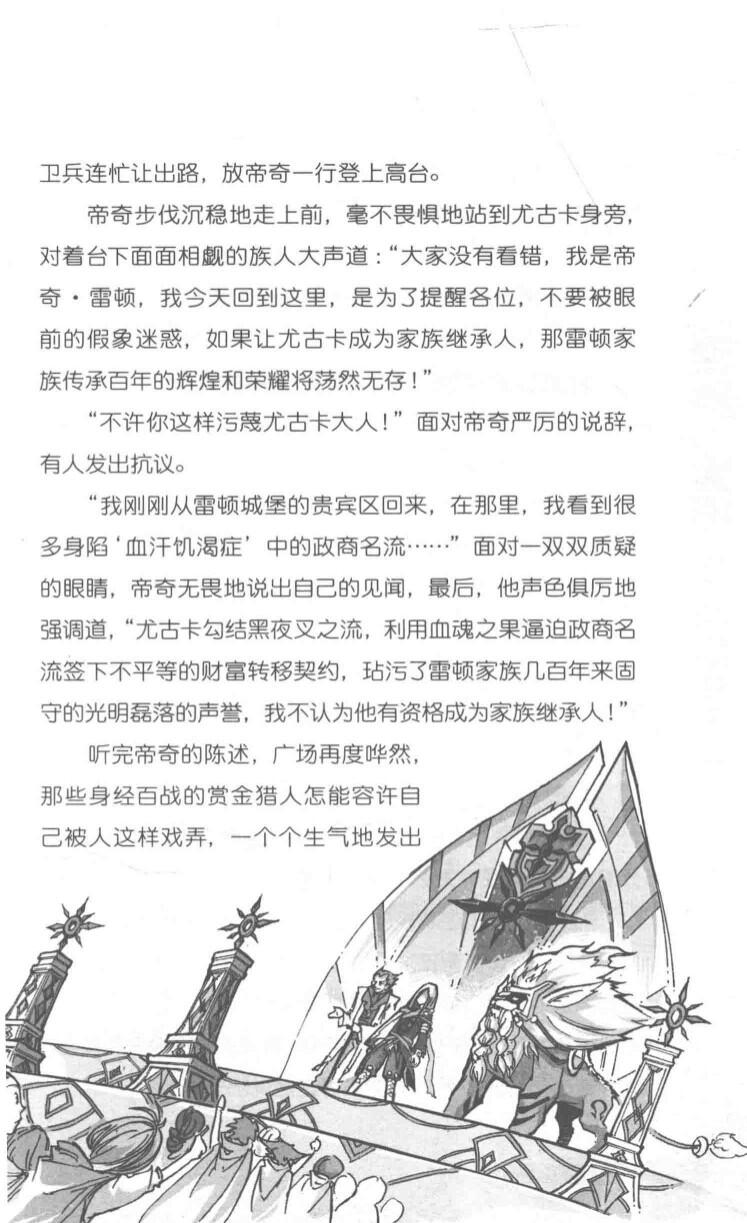 卫兵连忙让出路，放帝奇一行登上高台。
帝奇步伐沉稳地走上前，毫不畏惧地站到尤古卡身旁，
对着台下面面相觑的族人大声道：“大家没有看错，我是帝
奇·雷顿，我今天回到这里，是为了提醒各位，不要被眼
前的假象迷惑，如果让尤古卡成为家族继承人，那雷顿家
族传承百年的辉煌和荣耀将荡然无存！”
“不许你这样污蔑尤古卡大人！”面对帝奇严厉的说辞，
有人发出抗议。
“我刚刚从雷顿城堡的贵宾区回来，在那里，我看到很
多身陷‘血汗饥渴症’中的政商名流……”面对一双双质疑
的眼睛，帝奇无畏地说出自己的见闻，最后，他声色俱厉地
强调道，“尤古卡勾结黑夜叉之流，利用血魂之果逼迫政商名
流签下不平等的财富转移契约，玷污了雷顿家族几百年来固
守的光明磊落的声誉，我不认为他有资格成为家族继承人！”
听完帝奇的陈述，广场再度哗然，
那些身经百战的赏金猎人怎能容许自
己被人这样戏弄，一个个生气地发出